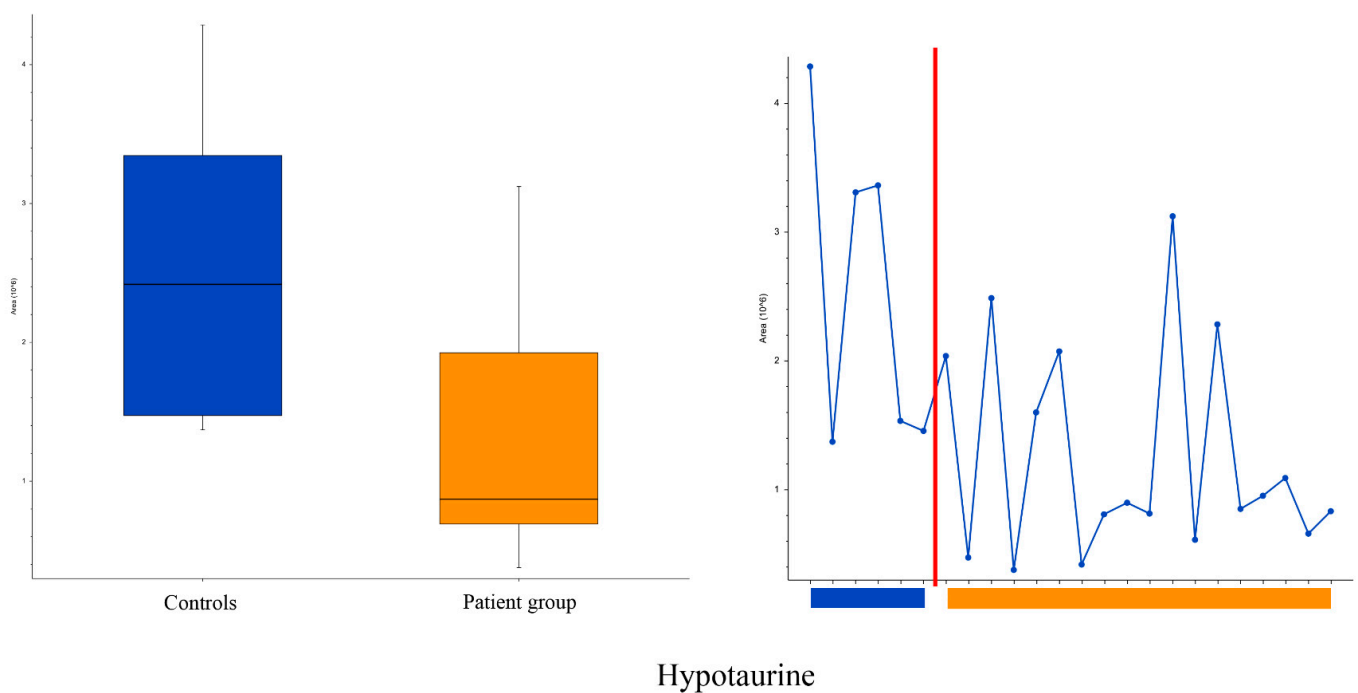 Area (10^6)
4
3
2
1
Controls
Patient group
Area (10^6)
4
3
2
1
Hypotaurine